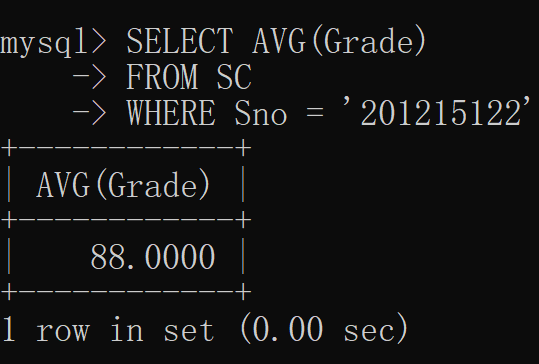 mysql> SELECT AVG(Grade)
    -> FROM SC
    -> WHERE Sno = '201215122'
+------------+
| AVG(Grade) |
+------------+
|    88.0000 |
+------------+
1 row in set (0.00 sec)